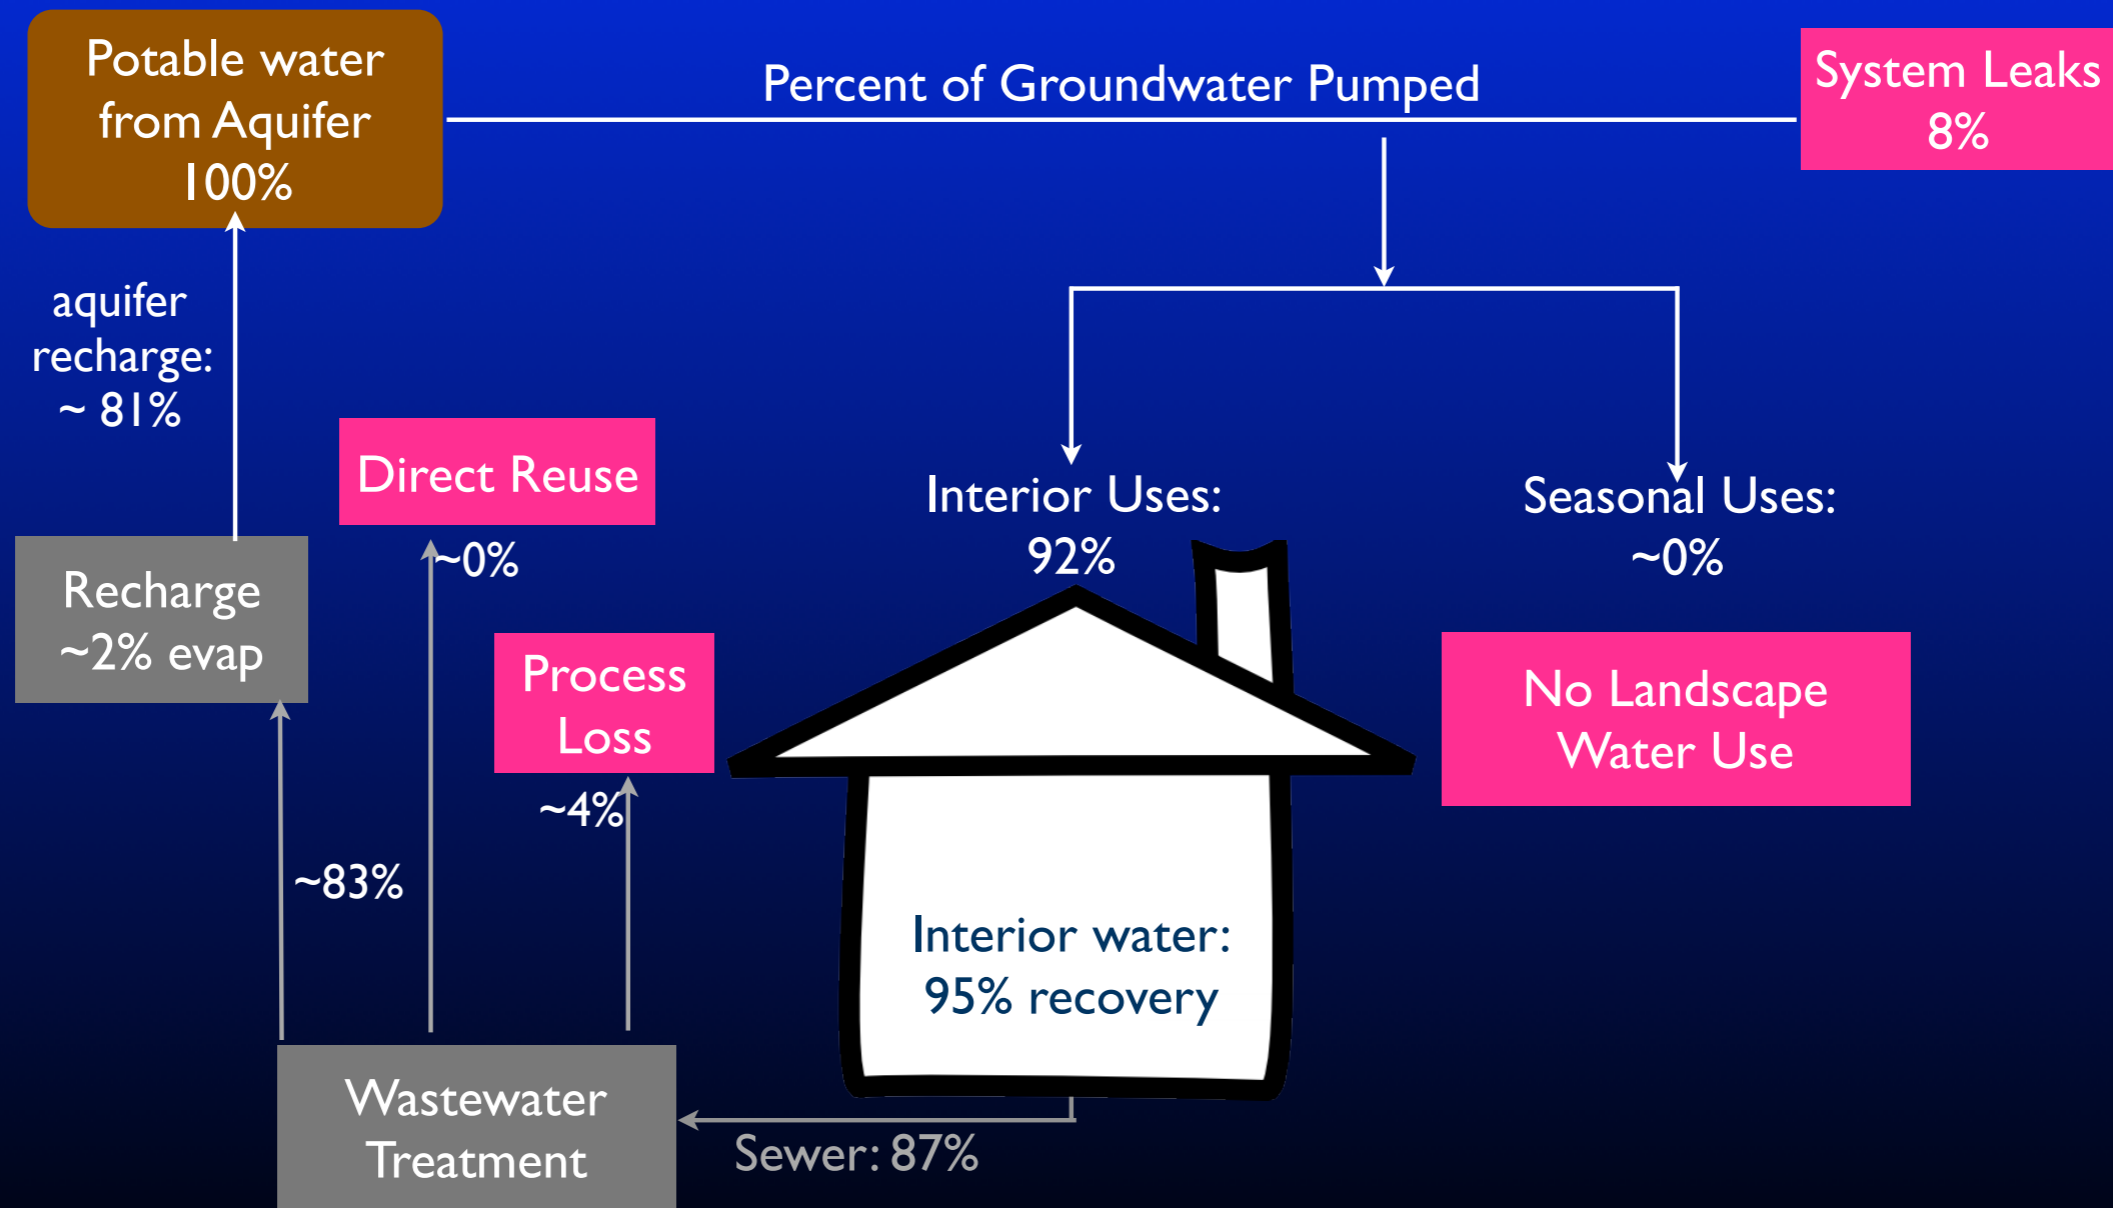 Potable water
from Aquifer
100%
Percent of Groundwater Pumped
System Leaks
8%
aquifer
recharge:
~ 81%
Direct Reuse
~0%
Interior Uses:
92%
Seasonal Uses:
~0%
Recharge
~2% evap
Process
Loss
~4%
No Landscape
Water Use
~83%
Interior water:
95% recovery
Wastewater
Treatment
Sewer: 87%